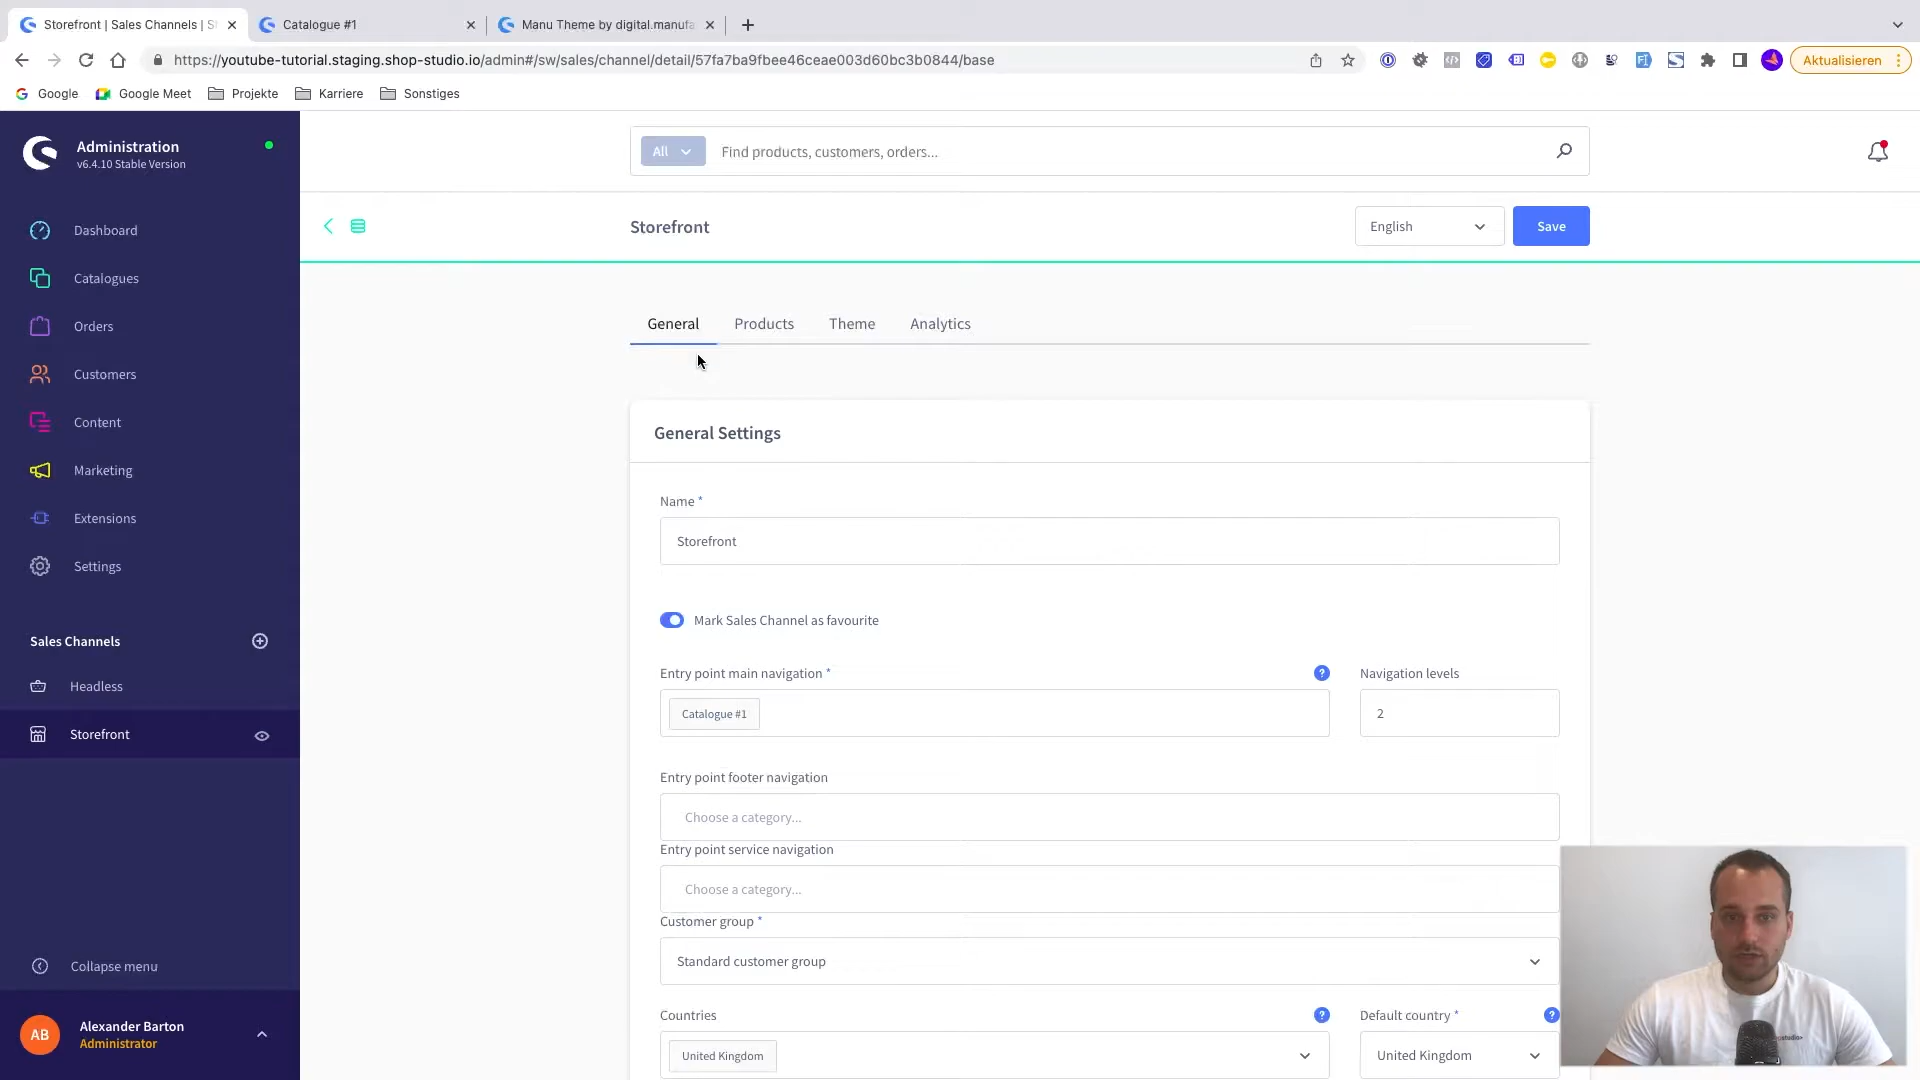 Storefront | Sales Channels | S
Catalogue #1
Manu Theme by digital.manufa
https://youtube-tutorial.staging.shop-studio.io/admin#/sw/sales/channel/detail/57fa7ba9fbee46ceae003d60bc3b0844/base
Aktualisieren
Google
Google Meet
Projekte
Karriere
Sonstiges
Administration
v6.4.10 Stable Version
All
Find products, customers, orders...
Storefront
English
Save
Dashboard
Catalogues
Orders
Customers
Content
Marketing
Extensions
Settings
Sales Channels
Headless
Storefront
Collapse menu
AB
Alexander Barton
Administrator
General
Products
Theme
Analytics
General Settings
Name *
Storefront
Mark Sales Channel as favourite
Entry point main navigation *
?
Navigation levels
Catalogue #1
2
Entry point footer navigation
Choose a category...
Entry point service navigation
Choose a category...
Customer group *
Standard customer group
Countries
?
Default country *
?
United Kingdom
United Kingdom